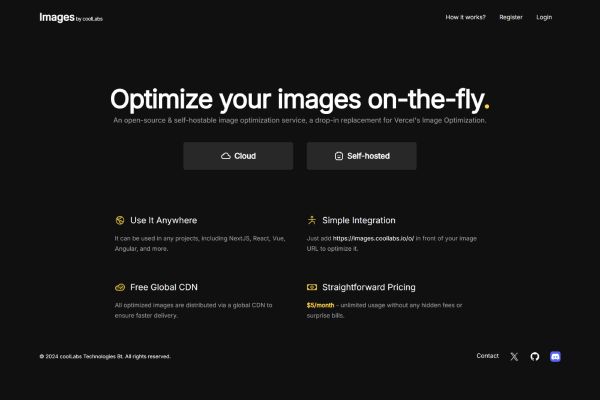 Images by coolLabs
How it works? Register Login
Optimize your images on-the-fly.
An open-source & self-hostable image optimization service, a drop-in replacement for Vercel's Image Optimization.
Cloud
Self-hosted
Use It Anywhere
It can be used in any projects, including NextJS, React, Vue,
Angular, and more.
Simple Integration
Just add https://images.coollabs.io/o/ in front of your image
URL to optimize it.
Free Global CDN
All optimized images are distributed via a global CDN to
ensure faster delivery.
Straightforward Pricing
$5/month - unlimited usage without any hidden fees or
surprise bills.
© 2024 coolLabs Technologies Bt. All rights reserved.
Contact